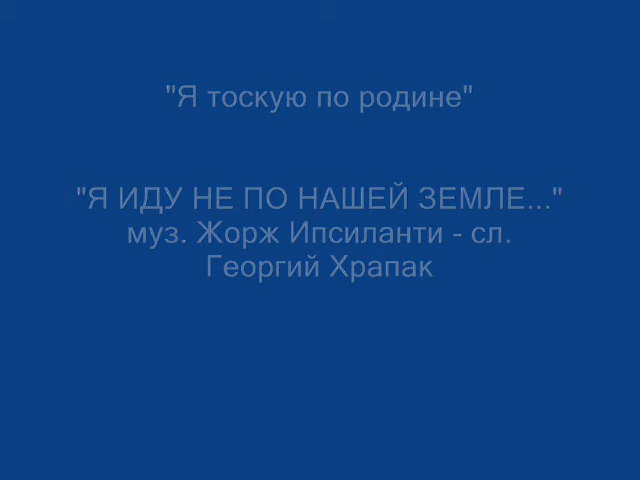 "Я тоскую по родине"
"Я ИДУ НЕ ПО НАШЕЙ ЗЕМЛЕ..."
муз. Жорж Ипсиланти - сл.
Георгий Храпак